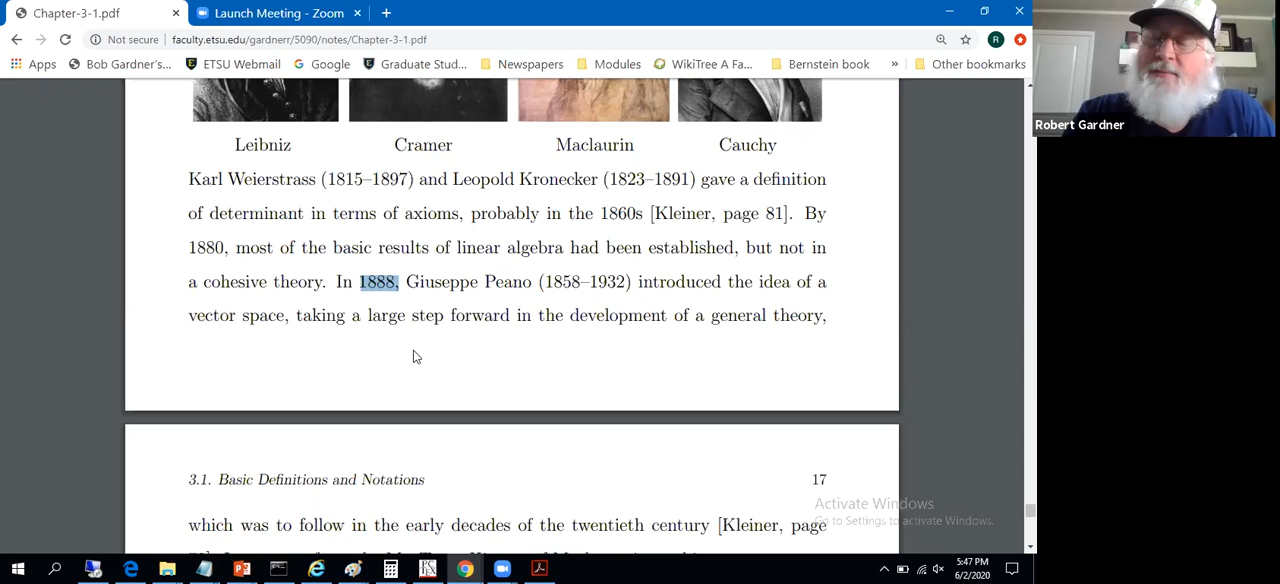 Chapter-3-1.pdf
Launch Meeting - Zoom
Not secure | faculty.etsu.edu/gardnerr/5090/notes/Chapter-3-1.pdf
R
Apps Bob Gardner's... ETSU Webmail Google Graduate Stud... Newspapers Modules WikiTree A Fa... Bernstein book » Other bookmarks
Robert Gardner
Leibniz Cramer Maclaurin Cauchy
Karl Weierstrass (1815–1897) and Leopold Kronecker (1823–1891) gave a definition
of determinant in terms of axioms, probably in the 1860s [Kleiner, page 81]. By
1880, most of the basic results of linear algebra had been established, but not in
a cohesive theory. In 1888, Giuseppe Peano (1858–1932) introduced the idea of a
vector space, taking a large step forward in the development of a general theory,
3.1. Basic Definitions and Notations 17
which was to follow in the early decades of the twentieth century [Kleiner, page
Activate Windows
Go to Settings to activate Windows.
5:47 PM
6/2/2020